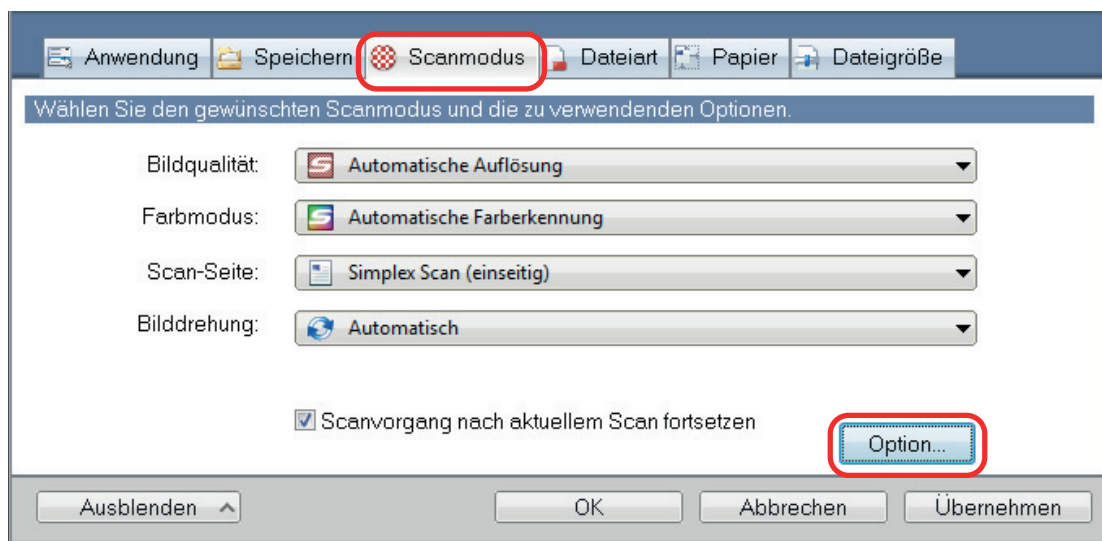 Anwendung Speichern Scanmodus Dateiart Papier Dateigröße
Wählen Sie den gewünschten Scanmodus und die zu verwendenden Optionen.
Bildqualität: Automatische Auflösung
Farbmodus: Automatische Farberkennung
Scan-Seite: Simplex Scan (einseitig)
Bilddrehung: Automatisch
Scanvorgang nach aktuellem Scan fortsetzen
Option...
Ausblenden OK Abbrechen Übernehmen